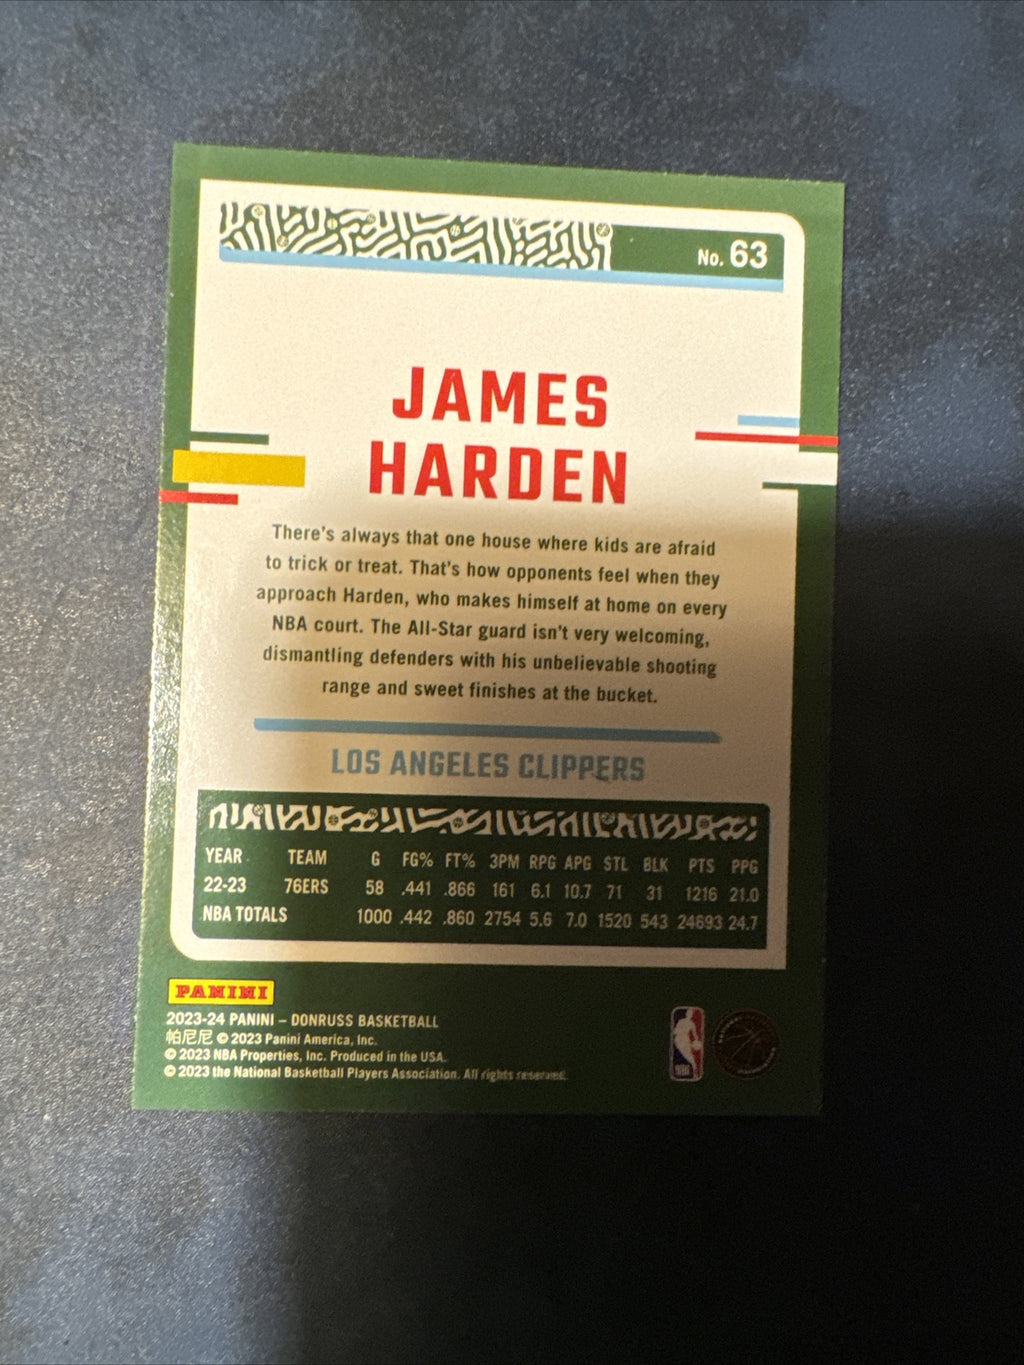 No. 63
JAMES
HARDEN
There's always that one house where kids are afraid
to trick or treat. That's how opponents feel when they
approach Harden, who makes himself at home on every
NBA court. The All-Star guard isn't very welcoming,
dismantling defenders with his unbelievable shooting
range and sweet finishes at the bucket.
LOS ANGELES CLIPPERS
YEAR TEAM G FG% FT% 3PM RPG APG STL BLK PTS PPG
22-23 76ERS 58 .441 .866 161 6.1 10.7 71 31 1216 21.0
NBA TOTALS 1000 .442 .860 2754 5.6 7.0 1520 543 24693 24.7
PANINI
2023-24 PANINI – DONRUSS BASKETBALL
帕尼尼 © 2023 Panini America, Inc.
© 2023 NBA Properties, Inc. Produced in the USA.
© 2023 the National Basketball Players Association. All rights reserved.
NBA